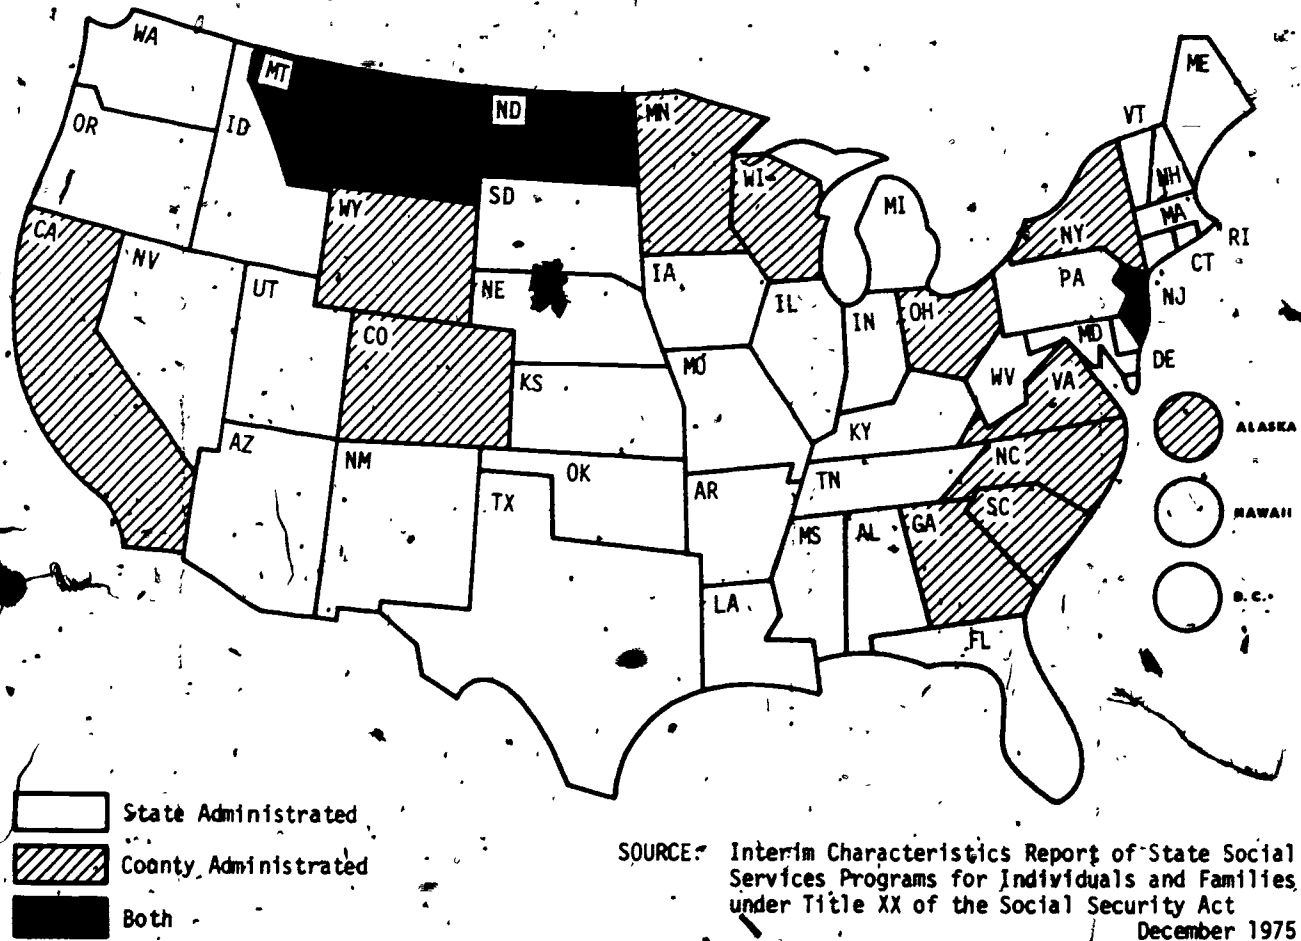 WA
MT
ND
MN
ME
OR
ID
VT
WI
SD
NH
WY
MI
MA
CA
NY
RI
NV
CT
IA
PA
UT
NE
NJ
IL
OH
IN
CO
MD
DE
MO
WV
VA
KS
KY
ALASKA
AZ
NM
NC
OK
TN
AR
TX
SC
HAWAII
MS
AL
GA
LA
D.C.
FL
State Administrated
County Administrated
Both
SOURCE: Interim Characteristics Report of State Social
Services Programs for Individuals and Families
under Title XX of the Social Security Act
December 1975